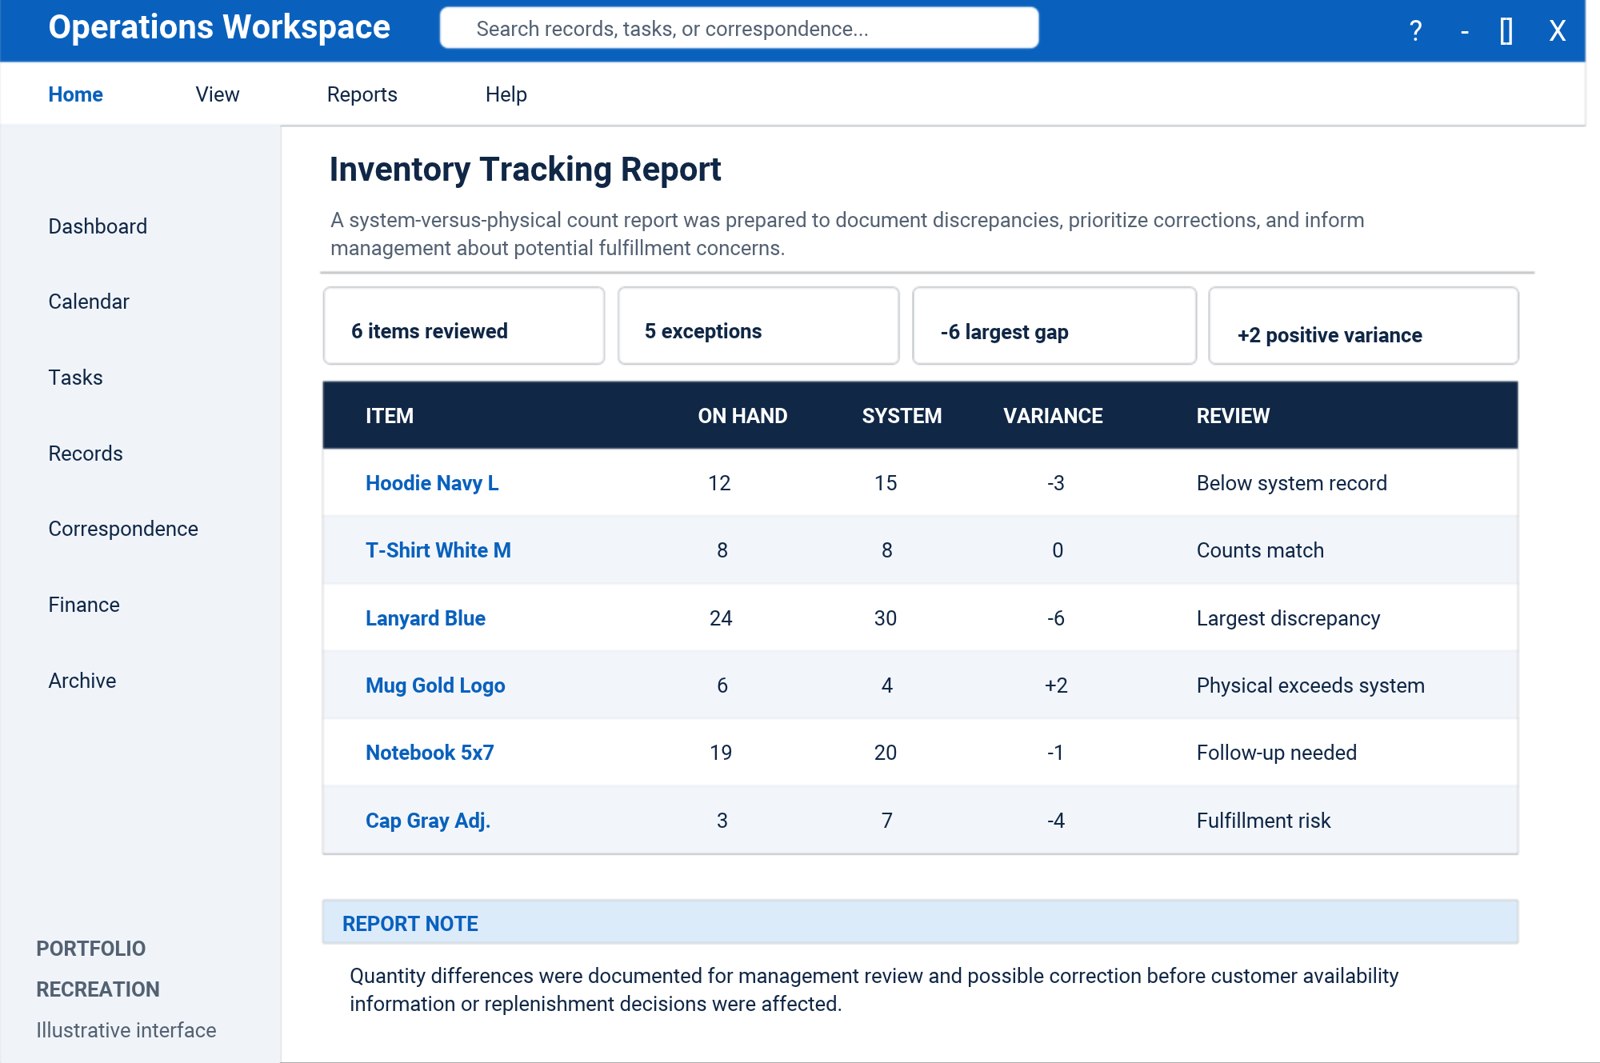 Operations Workspace
Search records, tasks, or correspondence...
? - [] X
Home View Reports Help
Dashboard
Calendar
Tasks
Records
Correspondence
Finance
Archive
PORTFOLIO
RECREATION
Illustrative interface
Inventory Tracking Report
A system-versus-physical count report was prepared to document discrepancies, prioritize corrections, and inform
management about potential fulfillment concerns.
6 items reviewed
5 exceptions
-6 largest gap
+2 positive variance
ITEM ON HAND SYSTEM VARIANCE REVIEW
Hoodie Navy L 12 15 -3 Below system record
T-Shirt White M 8 8 0 Counts match
Lanyard Blue 24 30 -6 Largest discrepancy
Mug Gold Logo 6 4 +2 Physical exceeds system
Notebook 5x7 19 20 -1 Follow-up needed
Cap Gray Adj. 3 7 -4 Fulfillment risk
REPORT NOTE
Quantity differences were documented for management review and possible correction before customer availability
information or replenishment decisions were affected.